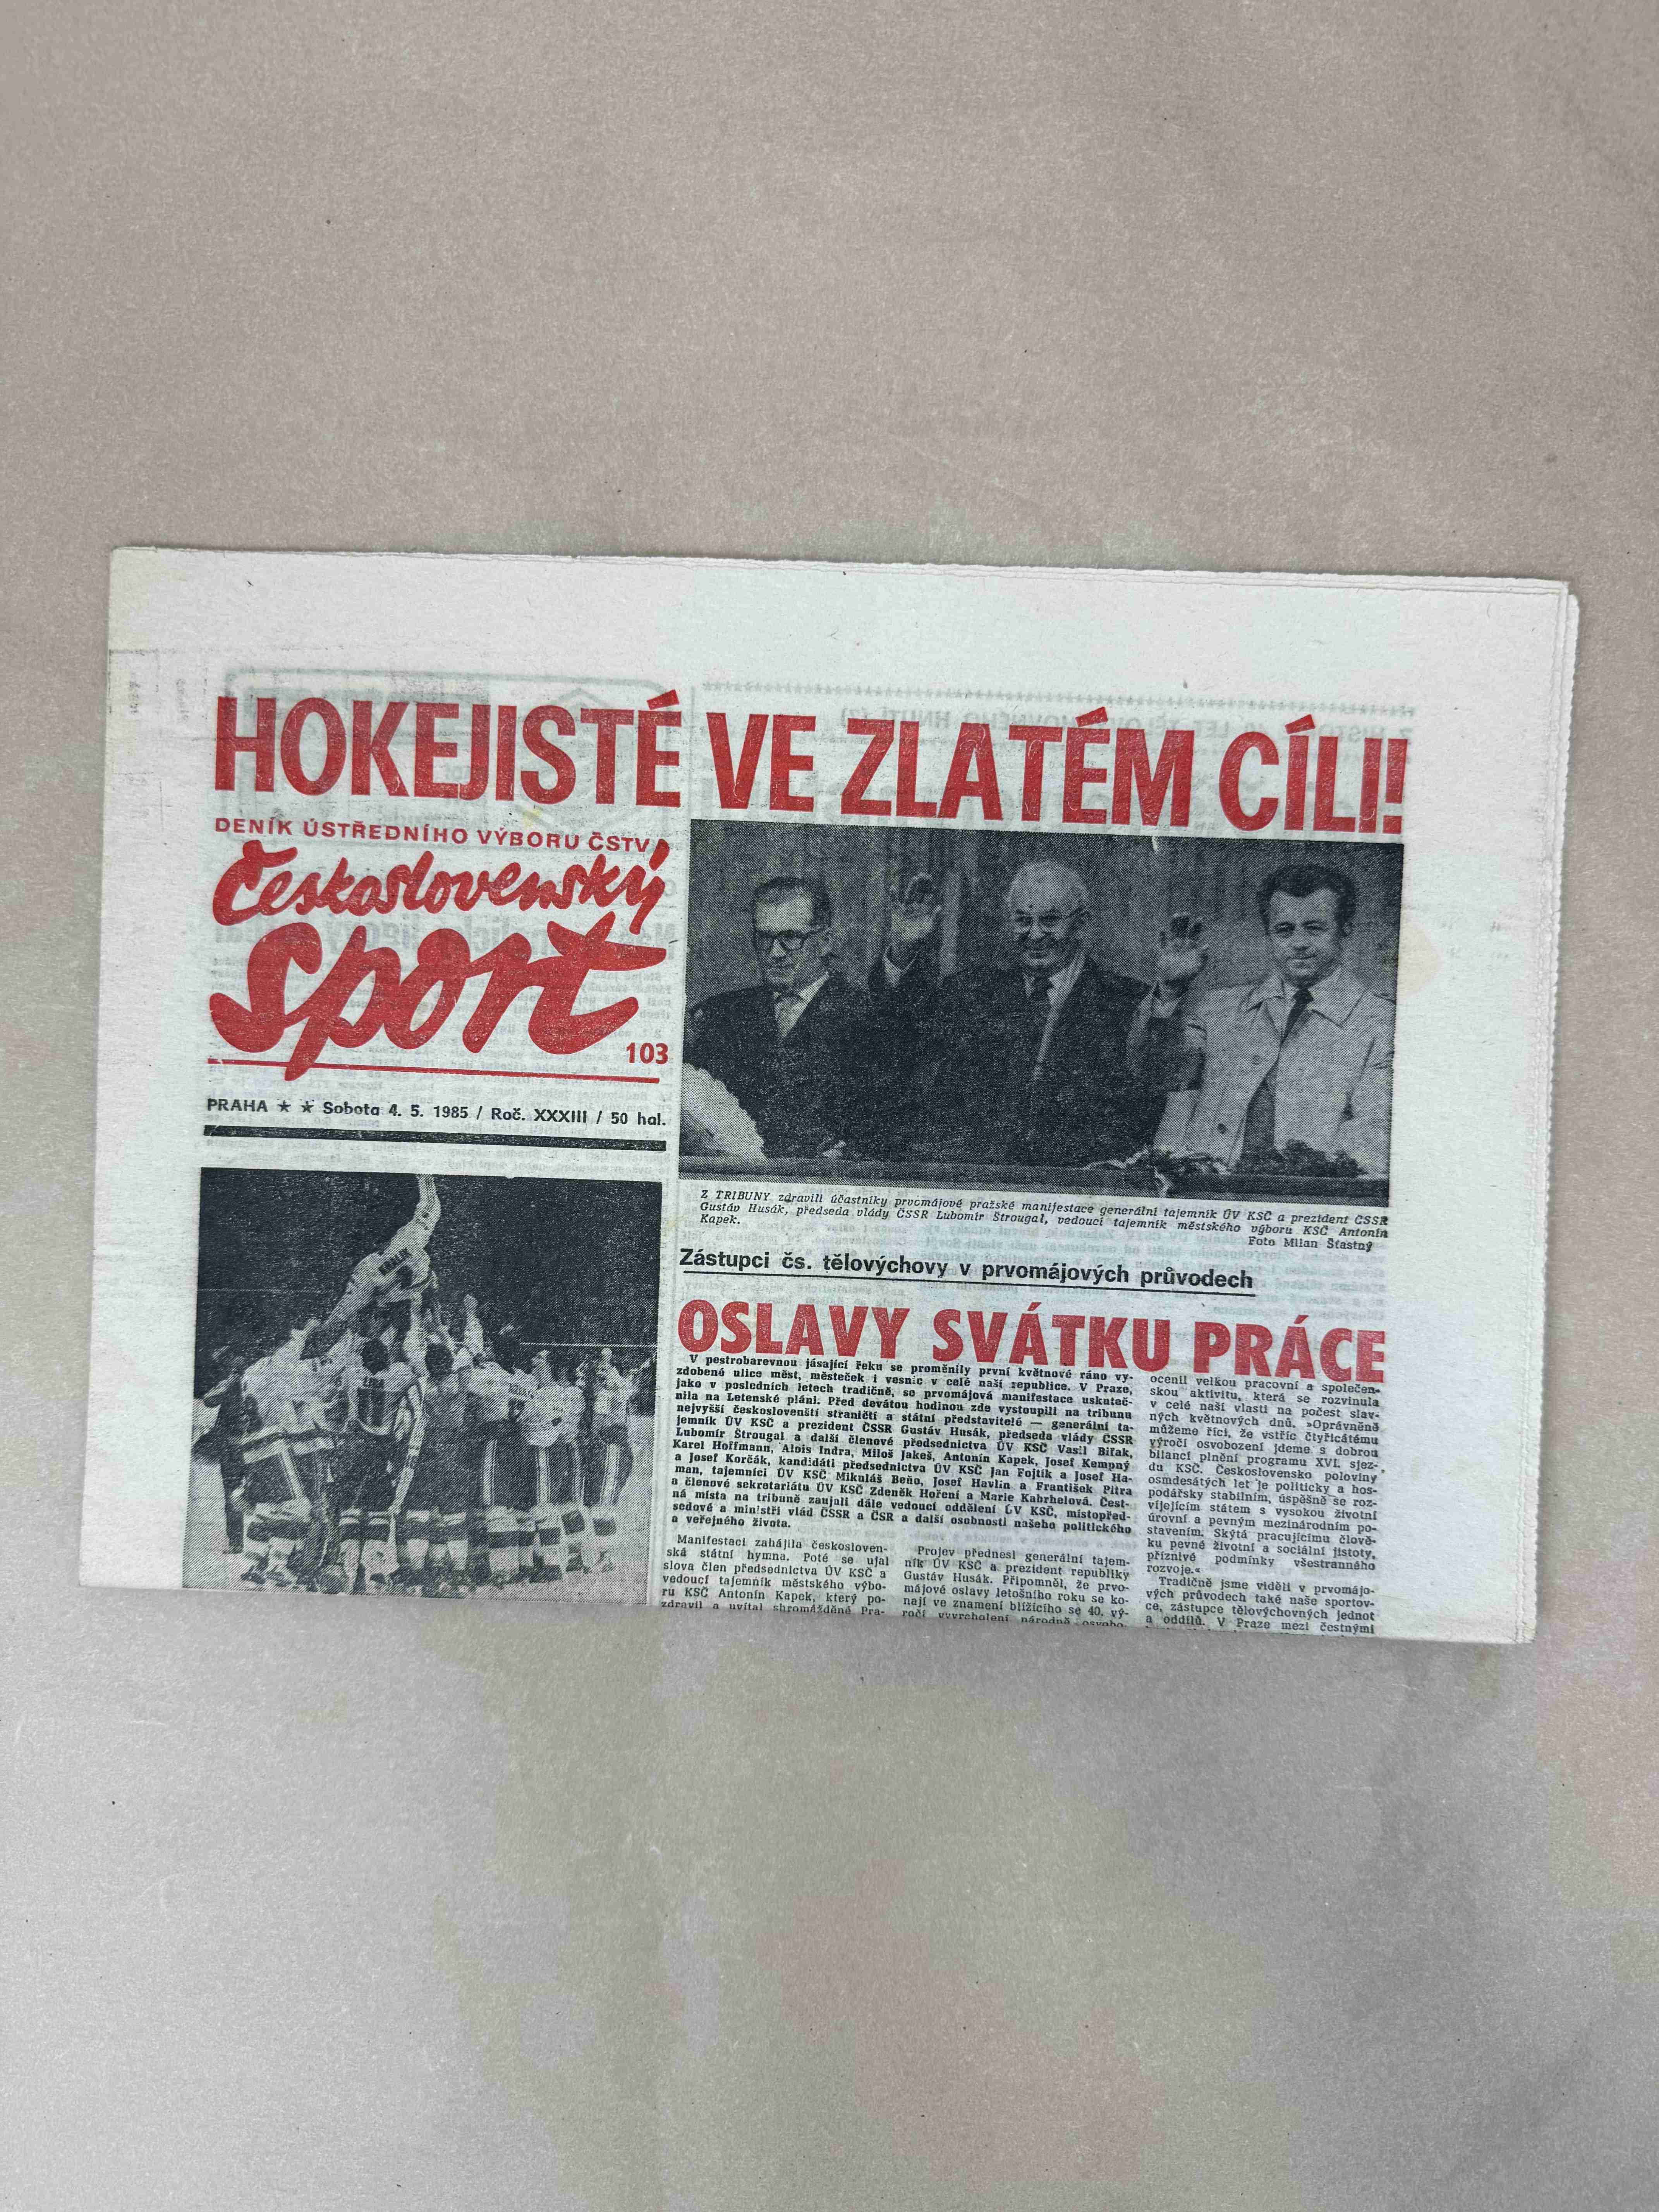 HOKEJISTÉ VE ZLATÉM CÍLI!
DENÍK ÚSTŘEDNÍHO VÝBORU ČSTV
Československý
sport
103
PRAHA ★ ★ Sobota 4. 5. 1985 / Roč. XXXIII / 50 hal.
Z TRIBUNY zdravili účastníky prvomájové pražské manifestace generální tajemník ÚV KSČ a prezident ČSSR
Gustáv Husák, předseda vlády ČSSR Lubomír Štrougal, vedoucí tajemník městského výboru KSČ Antonín
Kapek.
Foto Milan Šťastný
Zástupci čs. tělovýchovy v prvomájových průvodech
OSLAVY SVÁTKU PRÁCE
V pestrobarevnou jásající řeku se proměnily první květnové ráno vy-
zdobené ulice měst, městeček i vesnic v celé naší republice. V Praze,
jako v posledních letech tradičně, se prvomájová manifestace uskuteč-
nila na Letenské pláni. Před devátou hodinou zde vystoupili na tribunu
nejvyšší českoslovenští straničtí a státní představitelé — generální ta-
jemník ÚV KSČ a prezident ČSSR Gustáv Husák, předseda vlády ČSSR
Lubomír Štrougal a další členové předsednictva ÚV KSČ Vasil Biľak,
Karel Hoffmann, Alois Indra, Miloš Jakeš, Antonín Kapek, Josef Kempný
a Josef Korčák, kandidáti předsednictva ÚV KSČ Jan Fojtík a Josef Ha-
man, tajemníci ÚV KSČ Mikuláš Beňo, Josef Havlín a František Pitra
a členové sekretariátu ÚV KSČ Zdeněk Hoření a Marie Kabrhelová. Čest-
ná místa na tribuně zaujali dále vedoucí oddělení ÚV KSČ, místopřed-
sedové a ministři vlád ČSSR a ČSR a další osobnosti našeho politického
a veřejného života.
Manifestaci zahájila českosloven-
ská státní hymna. Poté se ujal
slova člen předsednictva ÚV KSČ a
vedoucí tajemník městského výbo-
ru KSČ Antonín Kapek, který po-
zdravil a uvítal shromážděné Pra-
Projev přednesl generální tajem-
ník ÚV KSČ a prezident republiky
Gustáv Husák. Připomněl, že prvo-
májové oslavy letošního roku se ko-
nají ve znamení blížícího se 40. vý-
ročí vyvrcholení národně osvobo-
ocenil velkou pracovní a společen-
skou aktivitu, která se rozvinula
v celé naší vlasti na počest slav-
ných květnových dnů. »Oprávněně
můžeme říci, že vstříc čtyřicátému
výročí osvobození jdeme s dobrou
bilancí plnění programu XVI. sjez-
du KSČ. Československo poloviny
osmdesátých let je politicky a hos-
podářsky stabilním, úspěšně se roz-
víjejícím státem s vysokou životní
úrovní a pevným mezinárodním po-
stavením. Skýtá pracujícímu člově-
ku pevné životní a sociální jistoty,
příznivé podmínky všestranného
rozvoje.«
Tradičně jsme viděli v prvomájo-
vých průvodech také naše sportov-
ce, zástupce tělovýchovných jednot
a oddílů. V Praze mezi čestnými